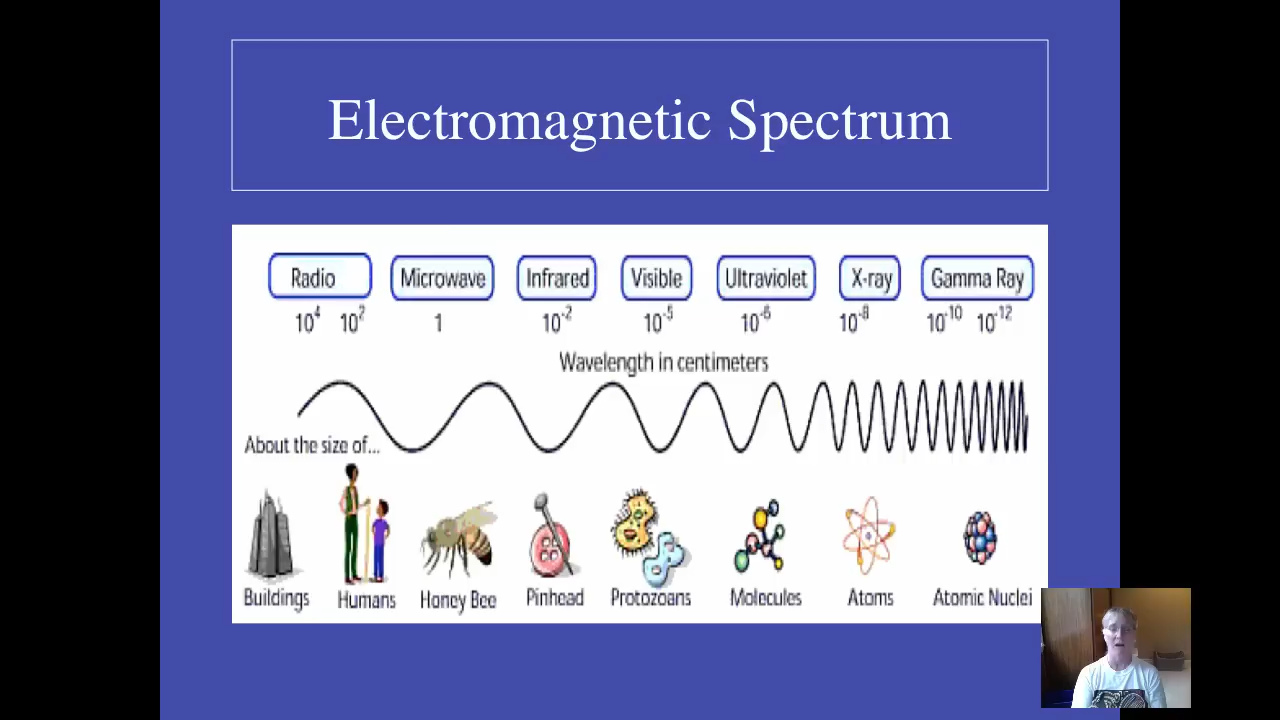 Electromagnetic Spectrum
Radio Microwave Infrared Visible Ultraviolet X-ray Gamma Ray
10⁴ 10² 1 10⁻² 10⁻⁵ 10⁻⁶ 10⁻⁸ 10⁻¹⁰ 10⁻¹²
Wavelength in centimeters
About the size of...
Buildings Humans Honey Bee Pinhead Protozoans Molecules Atoms Atomic Nuclei